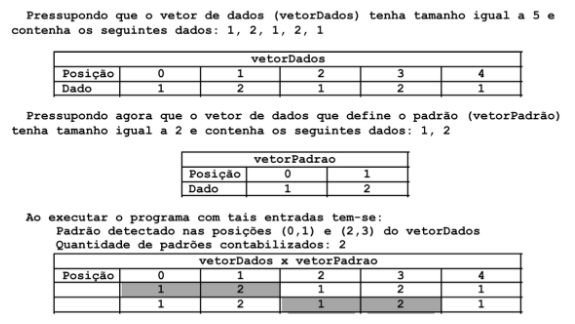 Pressupondo que o vetor de dados (vetorDados) tenha tamanho igual a 5 e
contenha os seguintes dados: 1, 2, 1, 2, 1
vetorDados
Posição 0 1 2 3 4
Dado 1 2 1 2 1
Pressupondo agora que o vetor de dados que define o padrão (vetorPadrão)
tenha tamanho igual a 2 e contenha os seguintes dados: 1, 2
vetorPadrao
Posição 0 1
Dado 1 2
Ao executar o programa com tais entradas tem-se:
Padrão detectado nas posições (0,1) e (2,3) do vetorDados
Quantidade de padrões contabilizados: 2
vetorDados x vetorPadrao
Posição 0 1 2 3 4
1 2 1 2 1
1 2 1 2 1